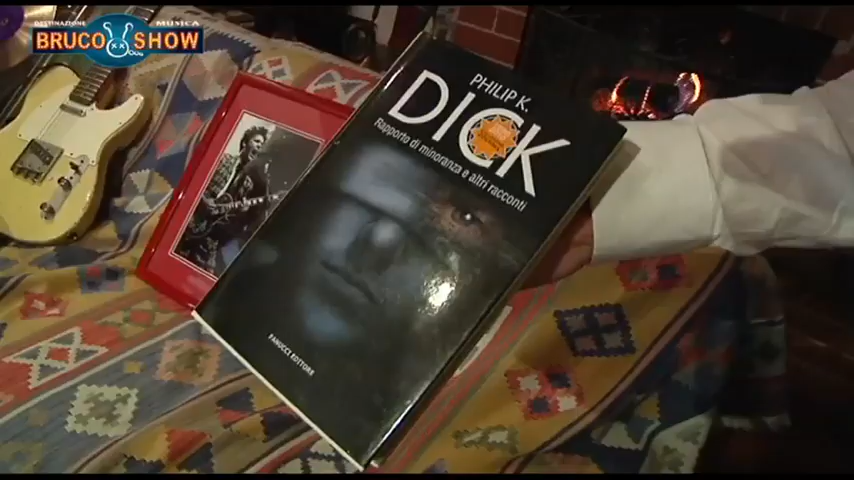 DESTINAZIONE MUSICA
BRUCO SHOW
PHILIP K.
DICK
Rapporto di minoranza e altri racconti
FANUCCI EDITORE